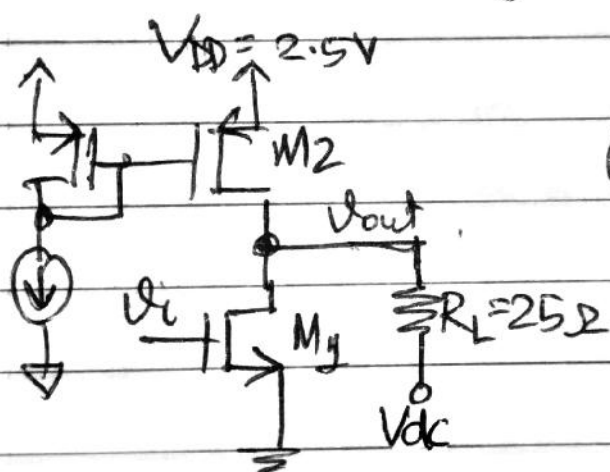 VDD = 2.5V
M2
Vout
Vi
My
RL=25Ω
Vdc